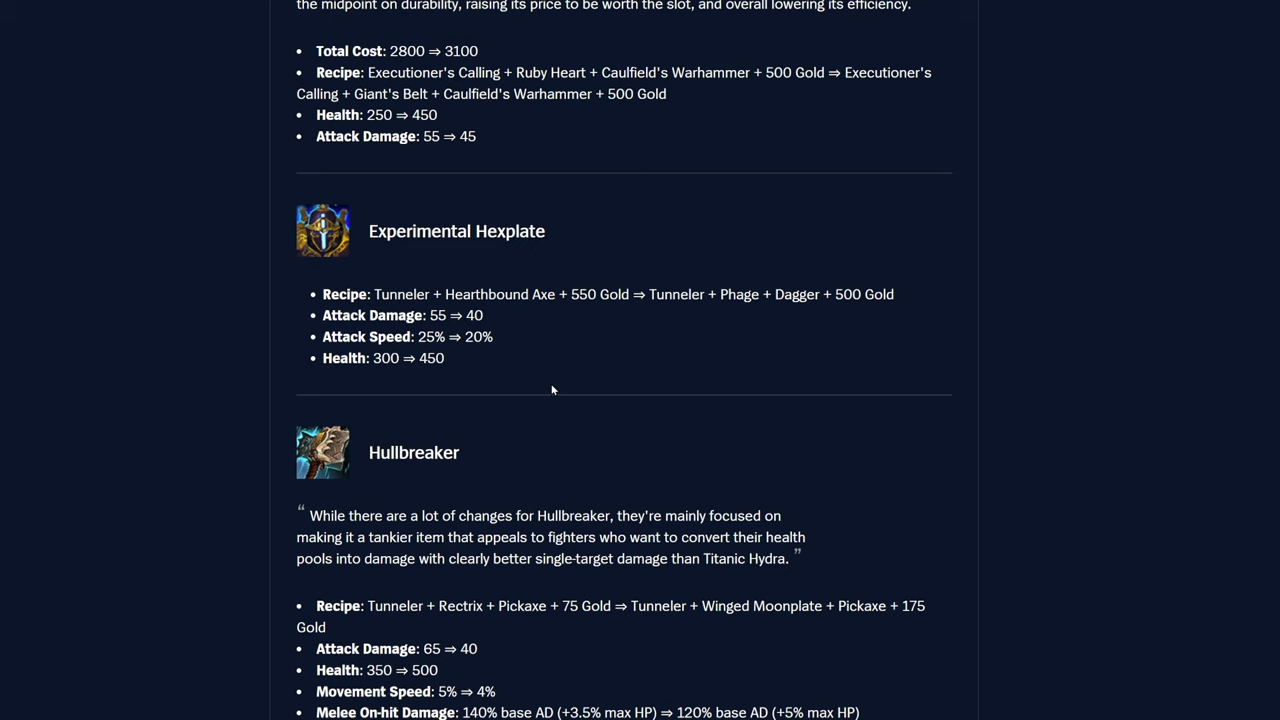 the midpoint on durability, raising its price to be worth the slot, and overall lowering its efficiency.
• Total Cost: 2800 ⇒ 3100
• Recipe: Executioner's Calling + Ruby Heart + Caulfield's Warhammer + 500 Gold ⇒ Executioner's
Calling + Giant's Belt + Caulfield's Warhammer + 500 Gold
• Health: 250 ⇒ 450
• Attack Damage: 55 ⇒ 45
Experimental Hexplate
• Recipe: Tunneler + Hearthbound Axe + 550 Gold ⇒ Tunneler + Phage + Dagger + 500 Gold
• Attack Damage: 55 ⇒ 40
• Attack Speed: 25% ⇒ 20%
• Health: 300 ⇒ 450
Hullbreaker
“ While there are a lot of changes for Hullbreaker, they're mainly focused on
making it a tankier item that appeals to fighters who want to convert their health
pools into damage with clearly better single-target damage than Titanic Hydra. ”
• Recipe: Tunneler + Rectrix + Pickaxe + 75 Gold ⇒ Tunneler + Winged Moonplate + Pickaxe + 175
Gold
• Attack Damage: 65 ⇒ 40
• Health: 350 ⇒ 500
• Movement Speed: 5% ⇒ 4%
• Melee On-hit Damage: 140% base AD (+3.5% max HP) ⇒ 120% base AD (+5% max HP)